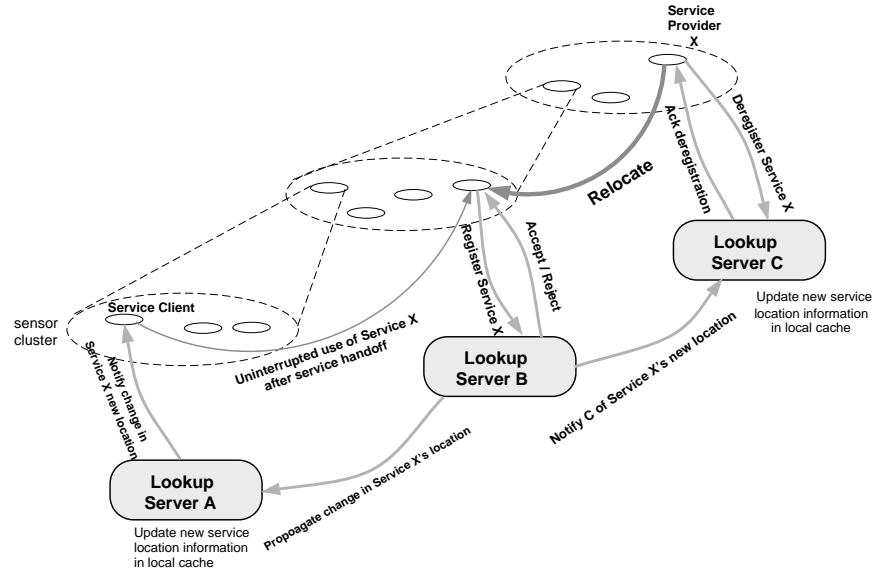 Service
Provider
X
Deregister Service X
Ack deregistration
Relocate
Lookup
Server C
Update new service
location information
in local cache
Register Service X
Accept / Reject
Service Client
sensor
cluster
Uninterrupted use of Service X
after service handoff
Lookup
Server B
Notify C of Service X's new location
Notify change in
Service X new location
Propoagate change in Service X's location
Lookup
Server A
Update new service
location information
in local cache